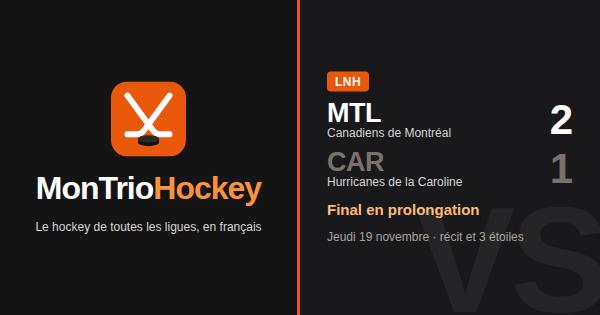 MonTrioHockey
Le hockey de toutes les ligues, en français
LNH
MTL 2
Canadiens de Montréal
CAR 1
Hurricanes de la Caroline
Final en prolongation
Jeudi 19 novembre · récit et 3 étoiles
VS